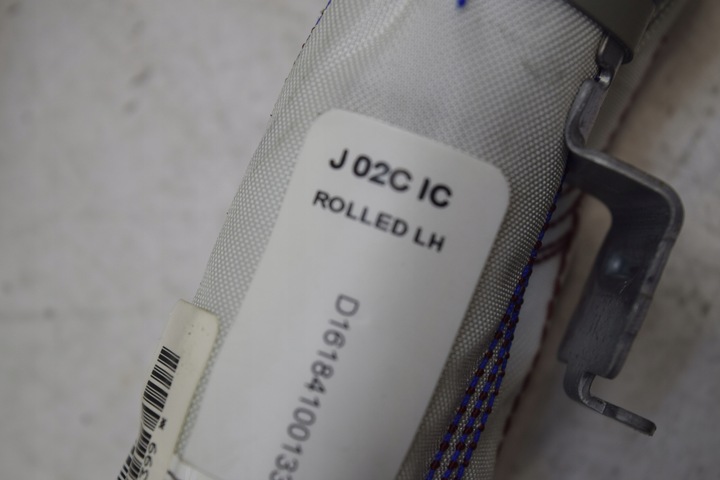 J 02C IC
ROLLED LH
D16184100133